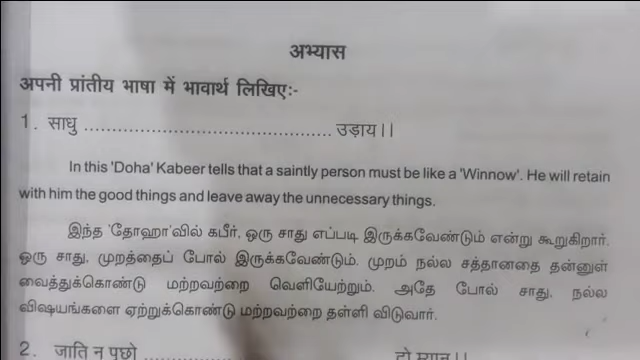 अभ्यास
अपनी प्रांतीय भाषा में भावार्थ लिखिए:-
1. साधु ............................................. उड़ाय।।
In this 'Doha' Kabeer tells that a saintly person must be like a 'Winnow'. He will retain
with him the good things and leave away the unnecessary things.
இந்த 'தோஹா'வில் கபீர், ஒரு சாது எப்படி இருக்கவேண்டும் என்று கூறுகிறார்.
ஒரு சாது, முறத்தைப் போல் இருக்கவேண்டும். முறம் நல்ல சத்தானதை தன்னுள்
வைத்துக்கொண்டு மற்றவற்றை வெளியேற்றும். அதே போல் சாது, நல்ல
விஷயங்களை ஏற்றுக்கொண்டு மற்றவற்றை தள்ளி விடுவார்.
2. जाति न पूछो ..................... म्यान।।